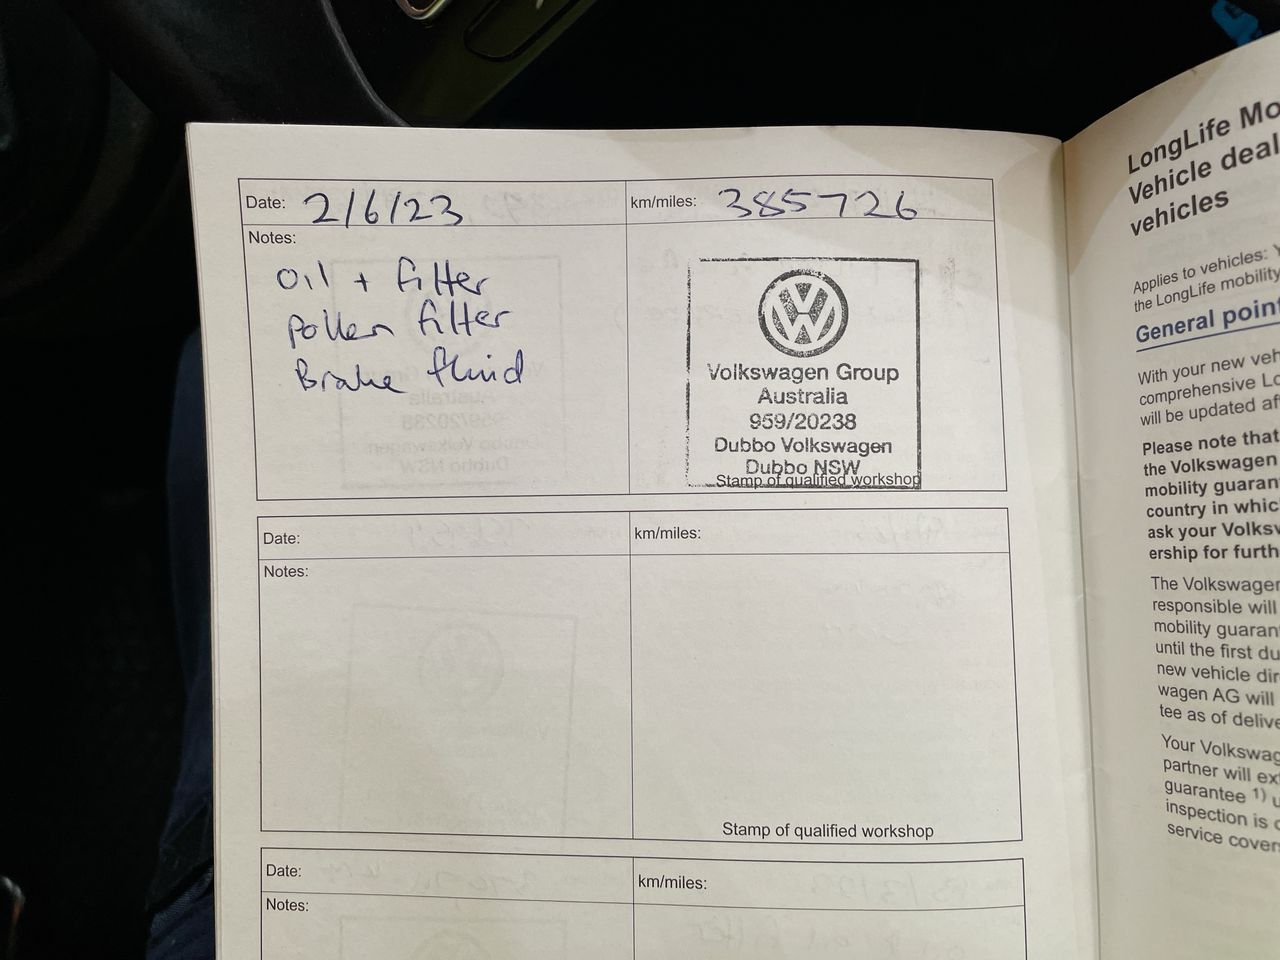 Date: 2/6/23
km/miles: 385726
Notes:
Oil + filter
Pollen filter
Brake fluid
Volkswagen Group
Australia
959/20238
Dubbo Volkswagen
Dubbo NSW
Stamp of qualified workshop
Date:
km/miles:
Notes:
Stamp of qualified workshop
Date:
km/miles:
Notes:
LongLife Mo
Vehicle deal
vehicles
Applies to vehicles: Y
the LongLife mobility
General point
With your new veh
comprehensive Lo
will be updated aft
Please note that
the Volkswagen
mobility guaran
country in whic
ask your Volksw
ership for furth
The Volkswagen
responsible will
mobility guaran
until the first du
new vehicle dir
wagen AG will
tee as of delive
Your Volkswag
partner will ex
guarantee 1) u
inspection is c
service covers